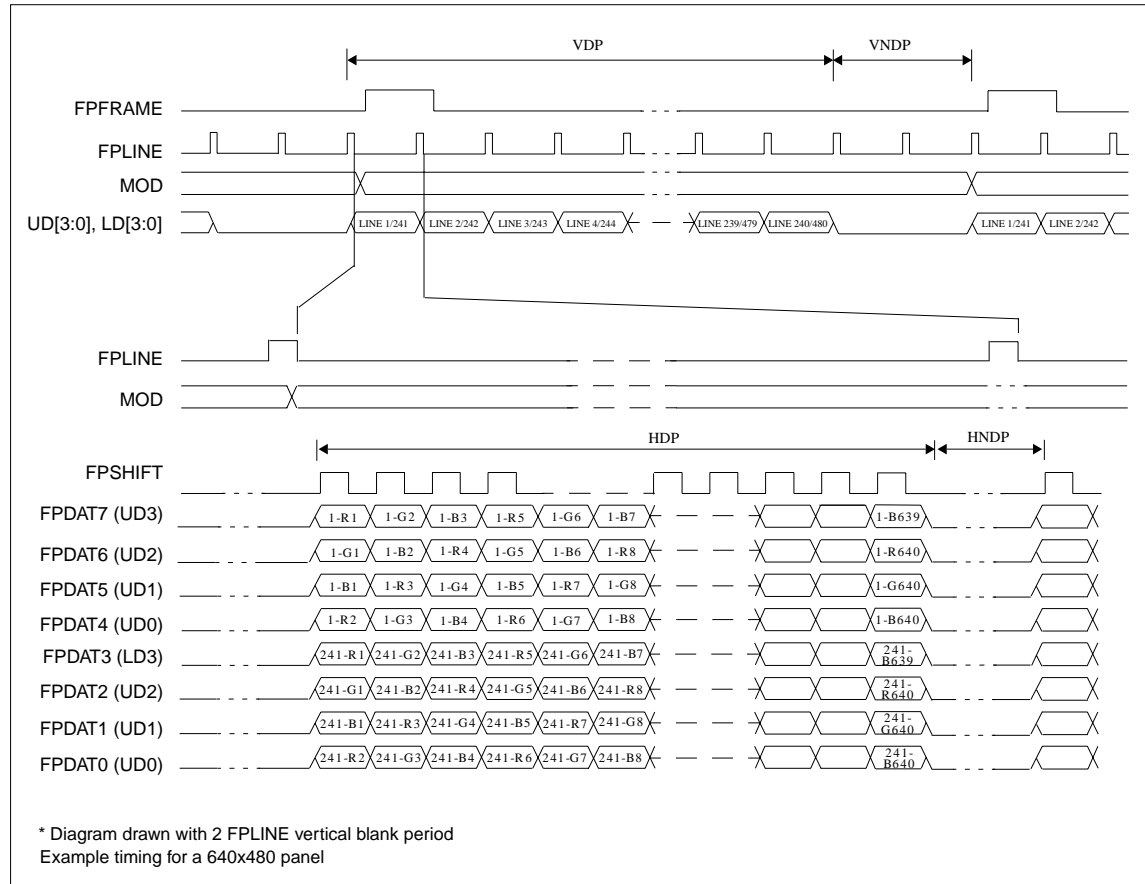 VDP VNDP
FPFRAME
FPLINE
MOD
UD[3:0], LD[3:0] LINE 1/241 LINE 2/242 LINE 3/243 LINE 4/244 LINE 239/479 LINE 240/480 LINE 1/241 LINE 2/242
FPLINE
MOD
HDP HNDP
FPSHIFT
FPDAT7 (UD3) 1-R1 1-G2 1-B3 1-R5 1-G6 1-B7 1-B639
FPDAT6 (UD2) 1-G1 1-B2 1-R4 1-G5 1-B6 1-R8 1-R640
FPDAT5 (UD1) 1-B1 1-R3 1-G4 1-B5 1-R7 1-G8 1-G640
FPDAT4 (UD0) 1-R2 1-G3 1-B4 1-R6 1-G7 1-B8 1-B640
FPDAT3 (LD3) 241-R1 241-G2 241-B3 241-R5 241-G6 241-B7 241-B639
FPDAT2 (UD2) 241-G1 241-B2 241-R4 241-G5 241-B6 241-R8 241-R640
FPDAT1 (UD1) 241-B1 241-R3 241-G4 241-B5 241-R7 241-G8 241-G640
FPDAT0 (UD0) 241-R2 241-G3 241-B4 241-R6 241-G7 241-B8 241-B640
* Diagram drawn with 2 FPLINE vertical blank period
Example timing for a 640x480 panel